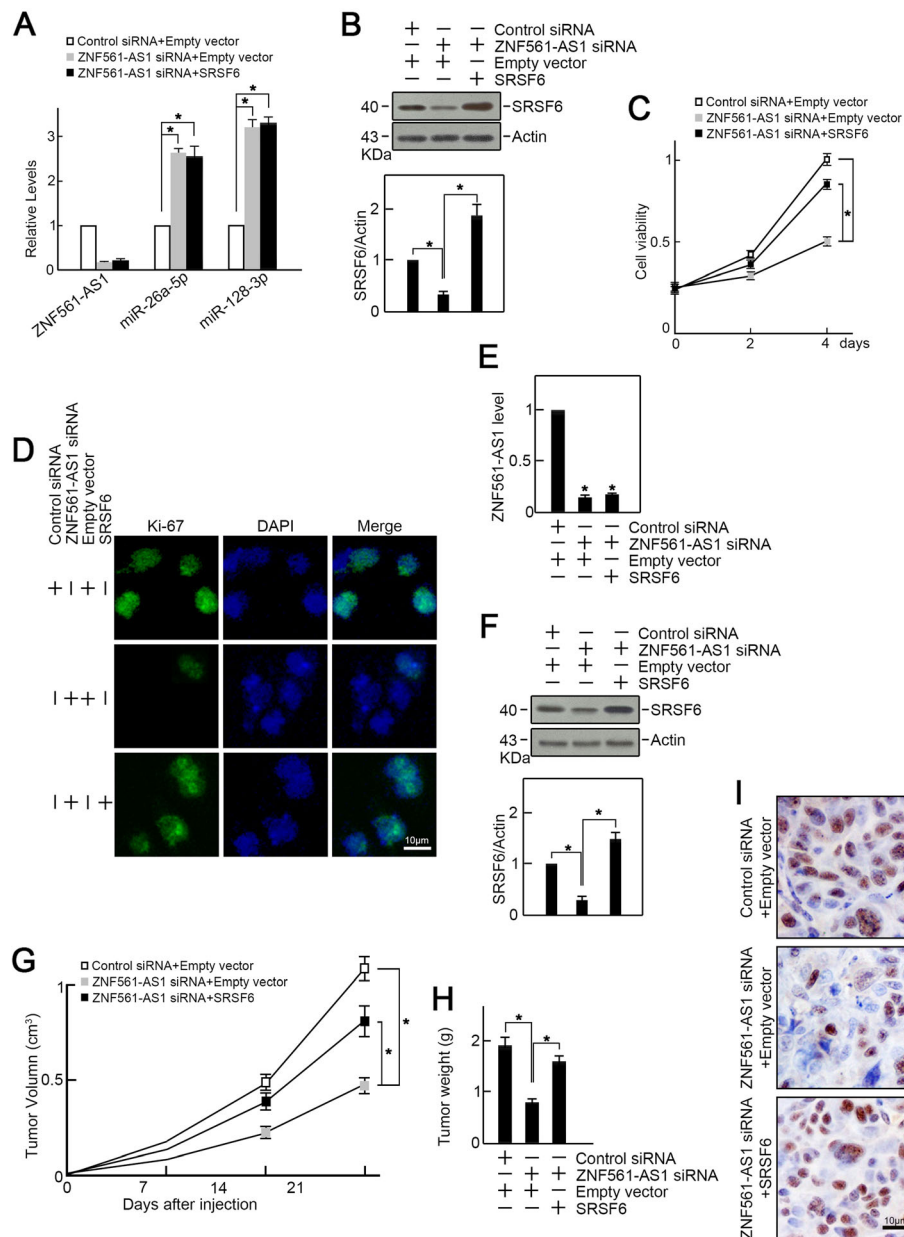 A
Control siRNA+Empty vector
ZNF561-AS1 siRNA+Empty vector
ZNF561-AS1 siRNA+SRSF6
Relative Levels
3
2
1
0
* * * *
ZNF561-AS1
miR-26a-5p
miR-128-3p
B
+ − − Control siRNA
− + + ZNF561-AS1 siRNA
+ + − Empty vector
− − + SRSF6
40 − −SRSF6
43 − −Actin
KDa
SRSF6/Actin
2
1
0
* *
C
Control siRNA+Empty vector
ZNF561-AS1 siRNA+Empty vector
ZNF561-AS1 siRNA+SRSF6
Cell viability
1
0.5
0
*
0 2 4 days
D
Control siRNA
ZNF561-AS1 siRNA
Empty vector
SRSF6
Ki-67 DAPI Merge
+ − + −
− + + −
− + − +
10μm
E
ZNF561-AS1 level
1
0.5
0
* *
+ − − Control siRNA
− + + ZNF561-AS1 siRNA
+ + − Empty vector
− − + SRSF6
F
+ − − Control siRNA
− + + ZNF561-AS1 siRNA
+ + − Empty vector
− − + SRSF6
40 − −SRSF6
43 − −Actin
KDa
SRSF6/Actin
2
1
0
* *
G
Control siRNA+Empty vector
ZNF561-AS1 siRNA+Empty vector
ZNF561-AS1 siRNA+SRSF6
Tumor Volumn (cm³)
1
0.5
0 7 14 21
* *
Days after injection
H
Tumor weight (g)
2
1
0
* *
+ − − Control siRNA
− + + ZNF561-AS1 siRNA
+ + − Empty vector
− − + SRSF6
I
Control siRNA
+Empty vector
ZNF561-AS1 siRNA
+Empty vector
ZNF561-AS1 siRNA
+SRSF6
10μm